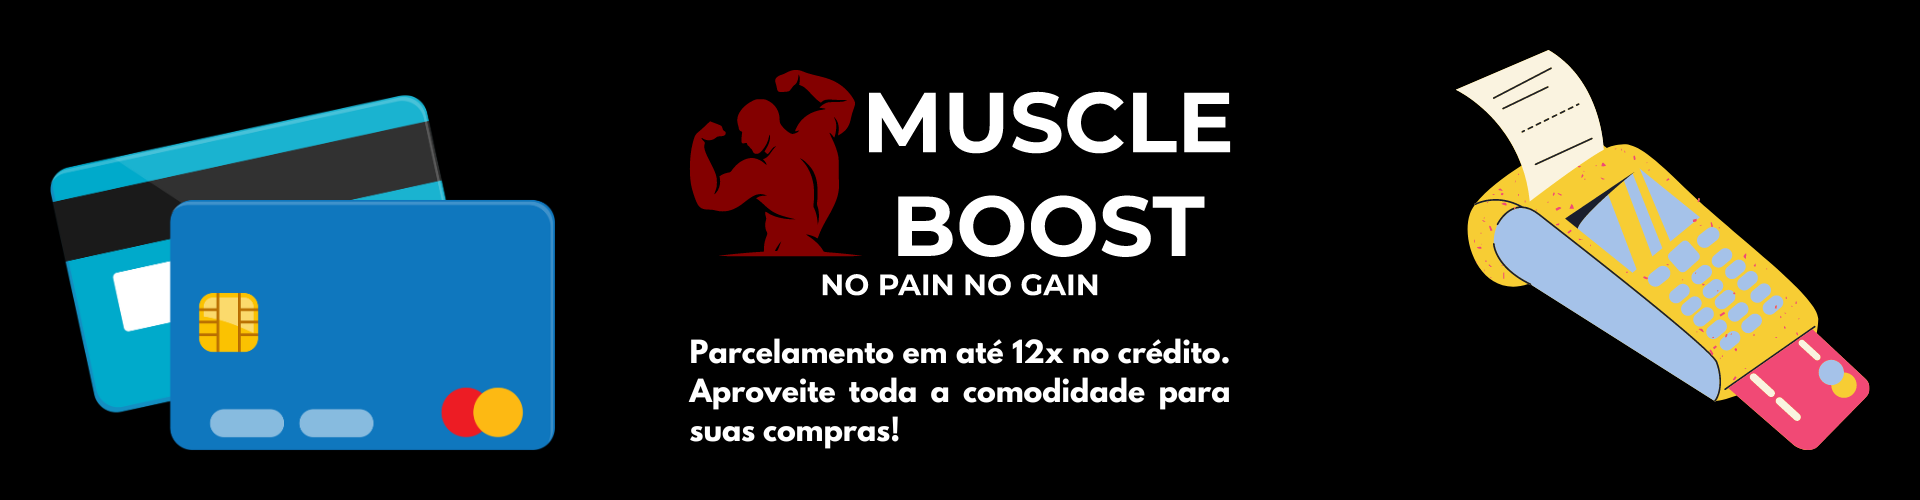 MUSCLE
BOOST
NO PAIN NO GAIN
Parcelamento em até 12x no crédito.
Aproveite toda a comodidade para
suas compras!